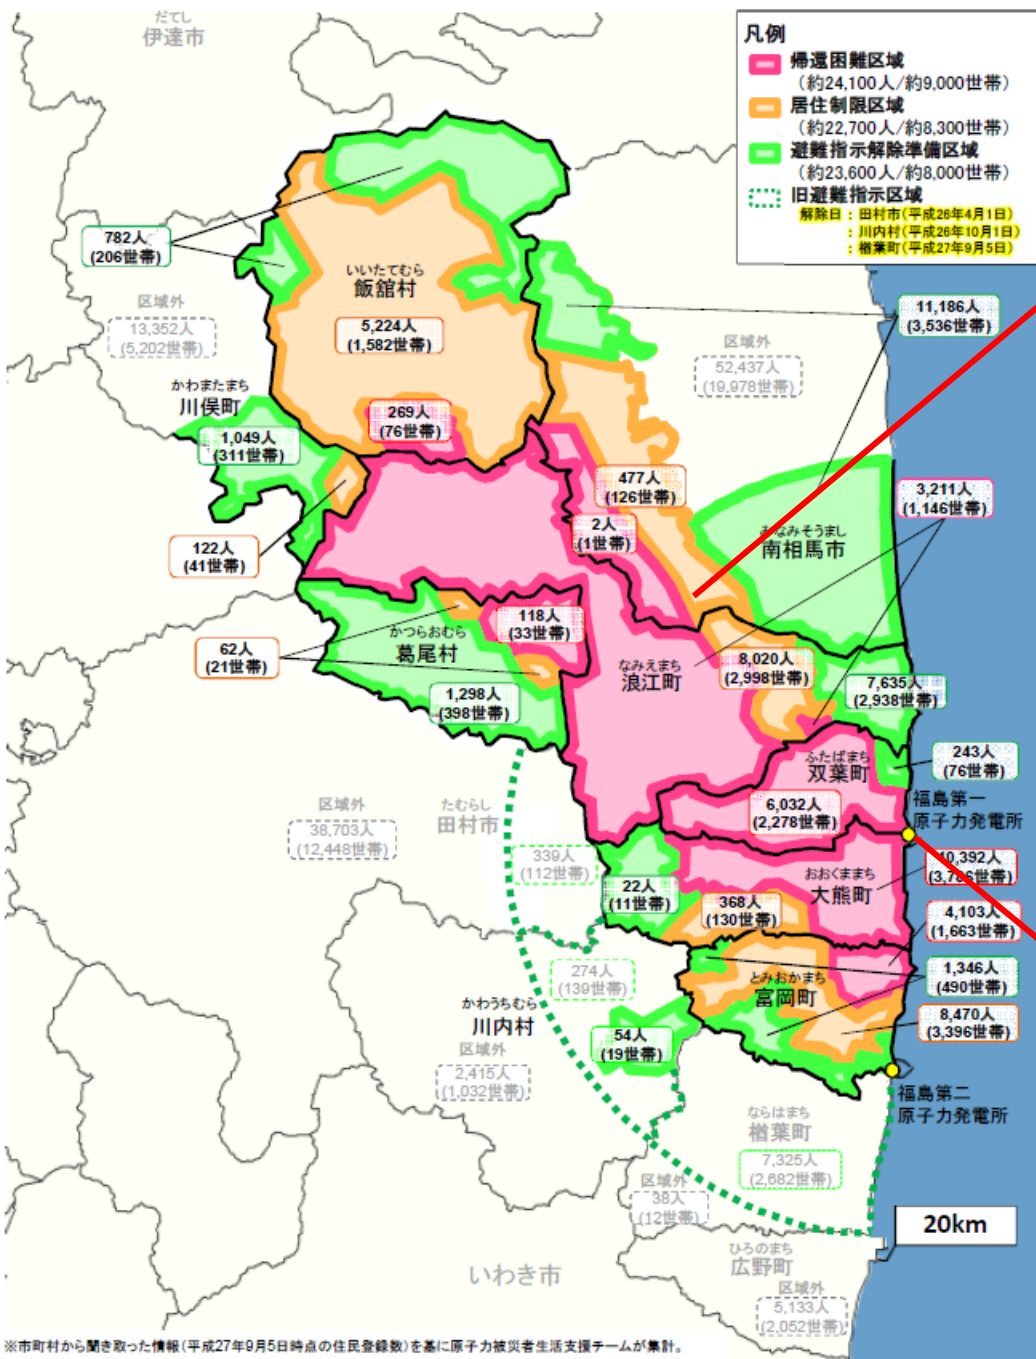 だてし
伊達市
凡例
帰還困難区域
(約24,100人/約9,000世帯)
居住制限区域
(約22,700人/約8,300世帯)
避難指示解除準備区域
(約23,600人/約8,000世帯)
旧避難指示区域
解除日：田村市(平成26年4月1日)
：川内村(平成26年10月1日)
：楢葉町(平成27年9月5日)
782人
(206世帯)
いいたてむら
飯舘村
5,224人
(1,582世帯)
区域外
13,352人
(5,202世帯)
11,186人
(3,536世帯)
区域外
52,437人
(19,978世帯)
かわまたまち
川俣町
1,049人
(311世帯)
269人
(76世帯)
477人
(126世帯)
3,211人
(1,146世帯)
2人
(1世帯)
みなみそうまし
南相馬市
122人
(41世帯)
118人
(33世帯)
62人
(21世帯)
かつらおむら
葛尾村
なみえまち
浪江町
8,020人
(2,998世帯)
7,635人
(2,938世帯)
1,298人
(398世帯)
ふたばまち
双葉町
243人
(76世帯)
6,032人
(2,278世帯)
福島第一
原子力発電所
区域外
38,703人
(12,448世帯)
たむらし
田村市
339人
(112世帯)
おおくままち
大熊町
10,392人
(3,786世帯)
22人
(11世帯)
368人
(130世帯)
4,103人
(1,663世帯)
274人
(139世帯)
とみおかまち
富岡町
1,346人
(490世帯)
かわうちむら
川内村
8,470人
(3,396世帯)
54人
(19世帯)
区域外
2,415人
(1,032世帯)
福島第二
原子力発電所
ならはまち
楢葉町
7,325人
(2,682世帯)
区域外
38人
(12世帯)
20km
ひろのまち
広野町
いわき市
区域外
5,133人
(2,052世帯)
※市町村から聞き取った情報(平成27年9月5日時点の住民登録数)を基に原子力被災者生活支援チームが集計。